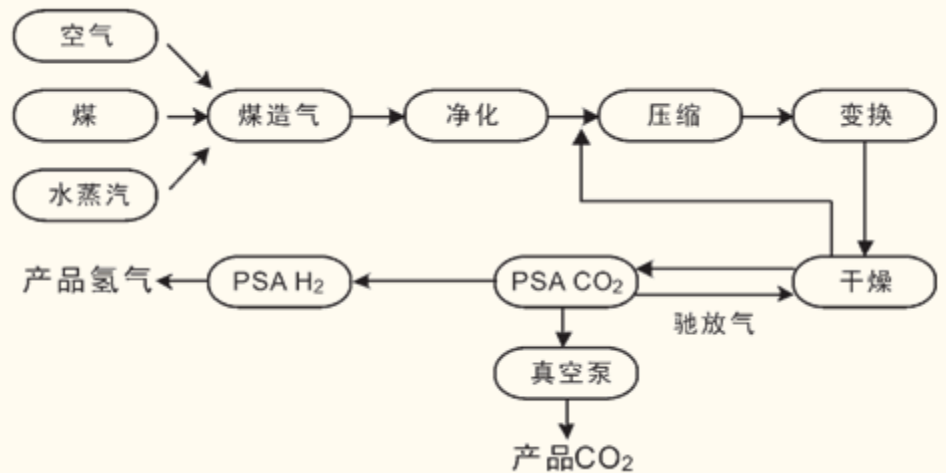 空气
煤
煤造气
净化
压缩
变换
水蒸汽
产品氢气
PSA H₂
PSA CO₂
干燥
驰放气
真空泵
产品CO₂